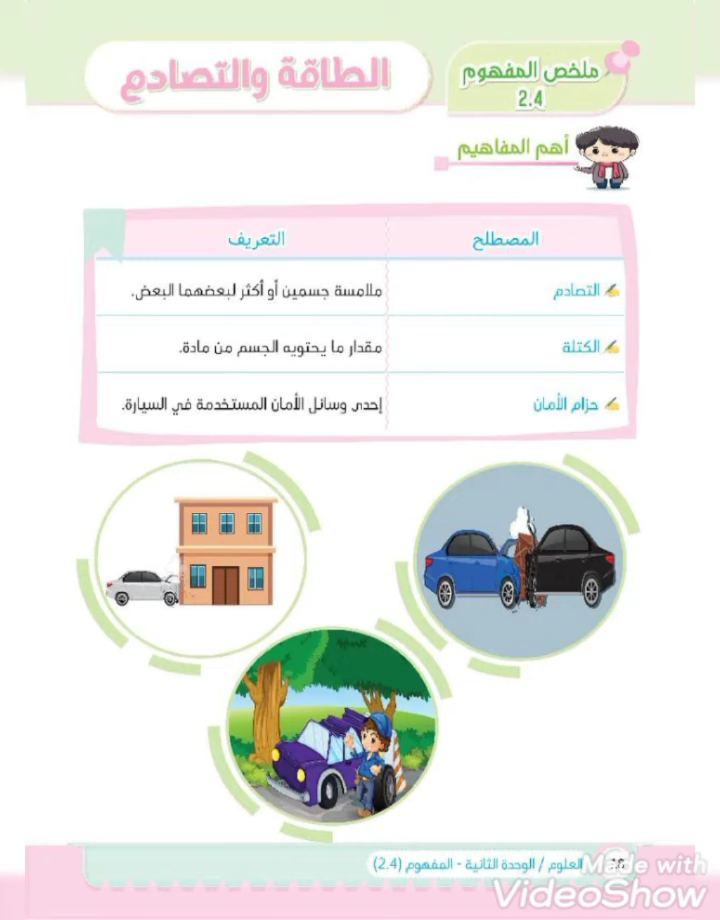 ملخص المفهوم
2.4
الطاقة والتصادم
أهم المفاهيم
المصطلح
التعريف
التصادم
ملامسة جسمين أو أكثر لبعضهما البعض.
الكتلة
مقدار ما يحتويه الجسم من مادة.
حزام الأمان
إحدى وسائل الأمان المستخدمة في السيارة.
العلوم / الوحدة الثانية - المفهوم (2.4)
Made with
VideoShow